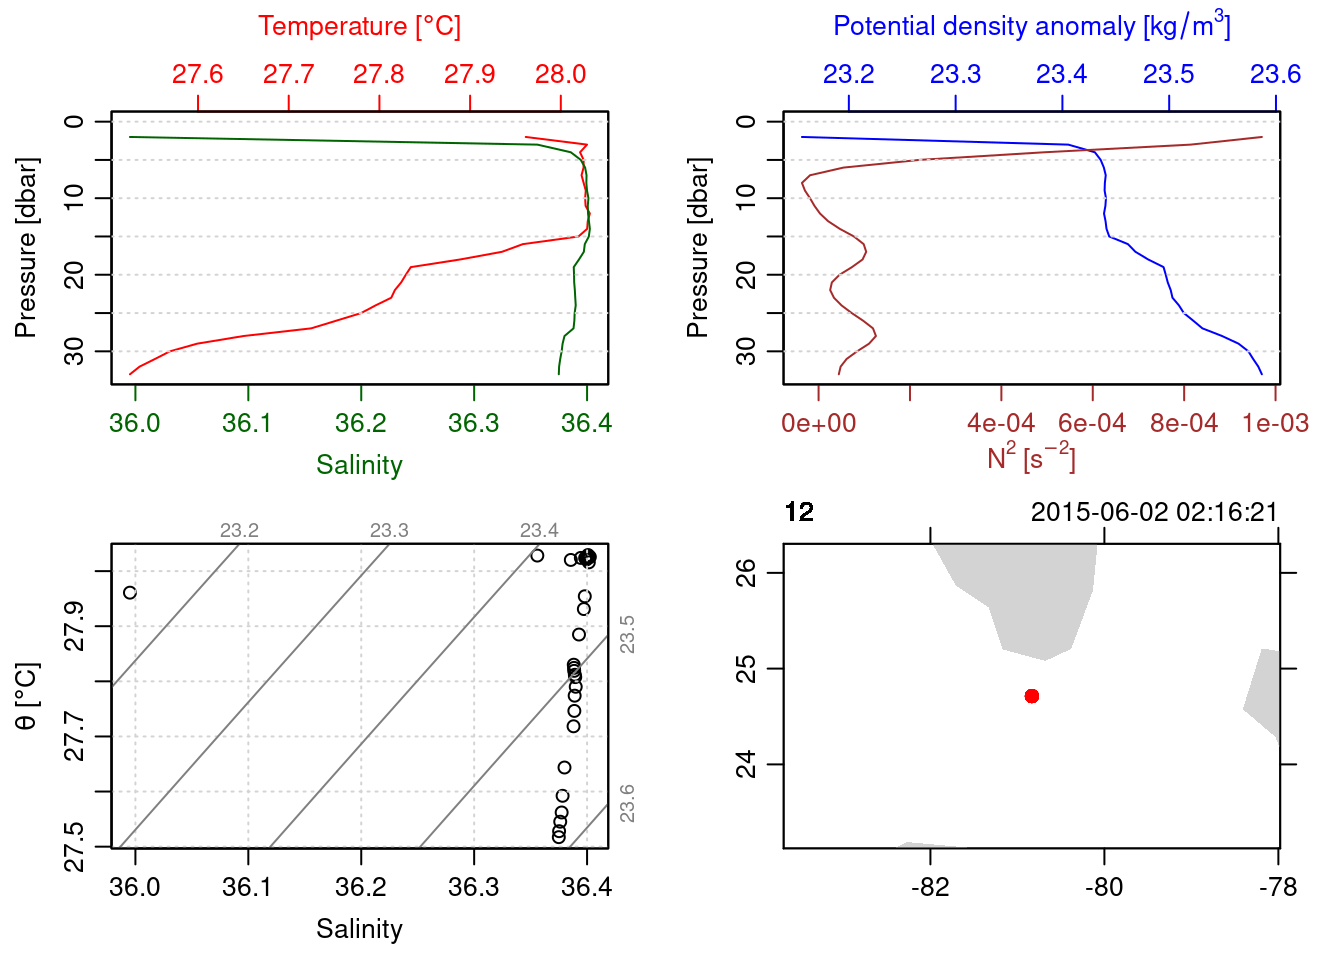 Temperature [°C]
27.6 27.7 27.8 27.9 28.0
0
10
20
30
Pressure [dbar]
36.0 36.1 36.2 36.3 36.4
Salinity
Potential density anomaly [kg/m³]
23.2 23.3 23.4 23.5 23.6
0
10
20
30
Pressure [dbar]
0e+00 4e-04 6e-04 8e-04 1e-03
N² [s⁻²]
23.2 23.3 23.4
23.5
23.6
27.9
27.7
27.5
θ [°C]
36.0 36.1 36.2 36.3 36.4
Salinity
12 2015-06-02 02:16:21
26
25
24
-82 -80 -78